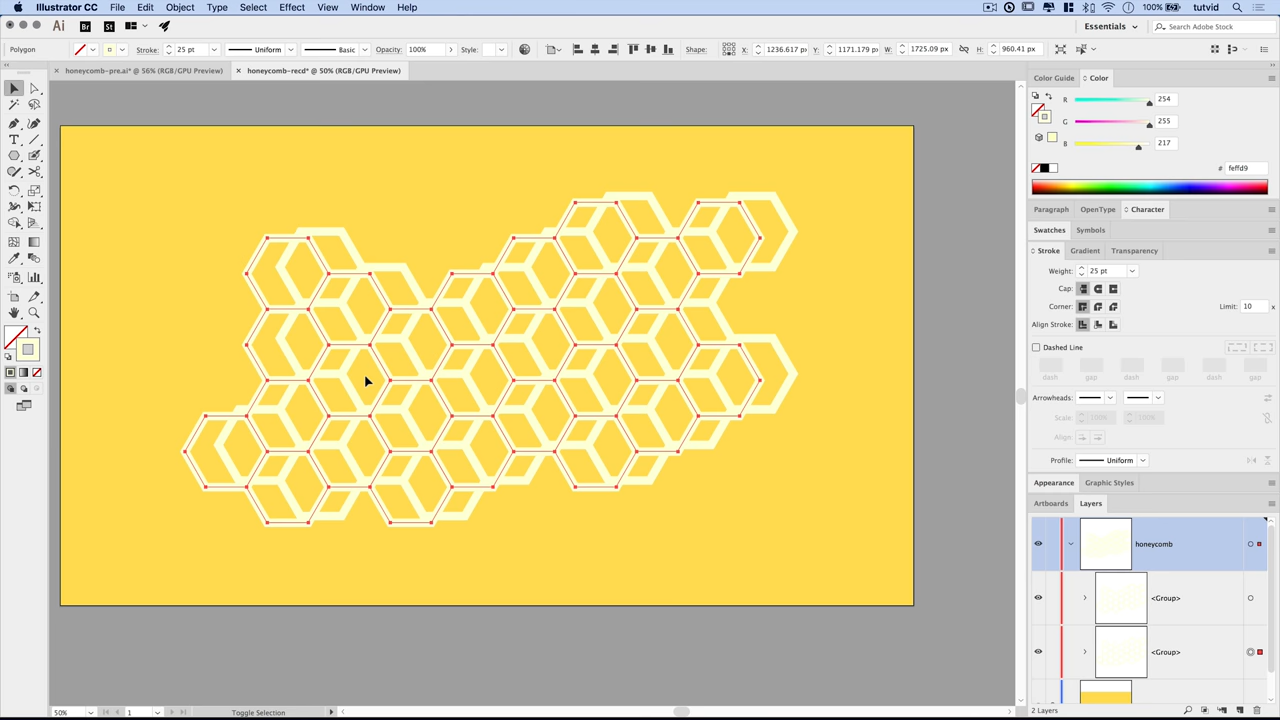 Illustrator CC File Edit Object Type Select Effect View Window Help 100% tutvid
Ai Br St Essentials Search Adobe Stock
Polygon Stroke: 25 pt Uniform Basic Opacity: 100% Style: Shape: X: 1236.617 px Y: 1171.179 px W: 1725.09 px H: 960.41 px
× honeycomb-pre.ai* @ 56% (RGB/GPU Preview) × honeycomb-recd* @ 50% (RGB/GPU Preview)
Color Guide Color
R 254
G 255
B 217
# feffd9
Paragraph OpenType Character
Swatches Symbols
Stroke Gradient Transparency
Weight: 25 pt
Cap:
Corner: Limit: 10 x
Align Stroke:
Dashed Line
dash gap dash gap dash gap
Arrowheads:
Scale: 100% 100%
Align:
Profile: Uniform
Appearance Graphic Styles
Artboards Layers
honeycomb
<Group>
<Group>
50% 1 Toggle Selection 2 Layers